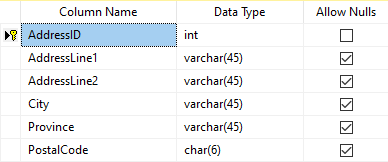 Column Name Data Type Allow Nulls
AddressID int
AddressLine1 varchar(45)
AddressLine2 varchar(45)
City varchar(45)
Province varchar(45)
PostalCode char(6)